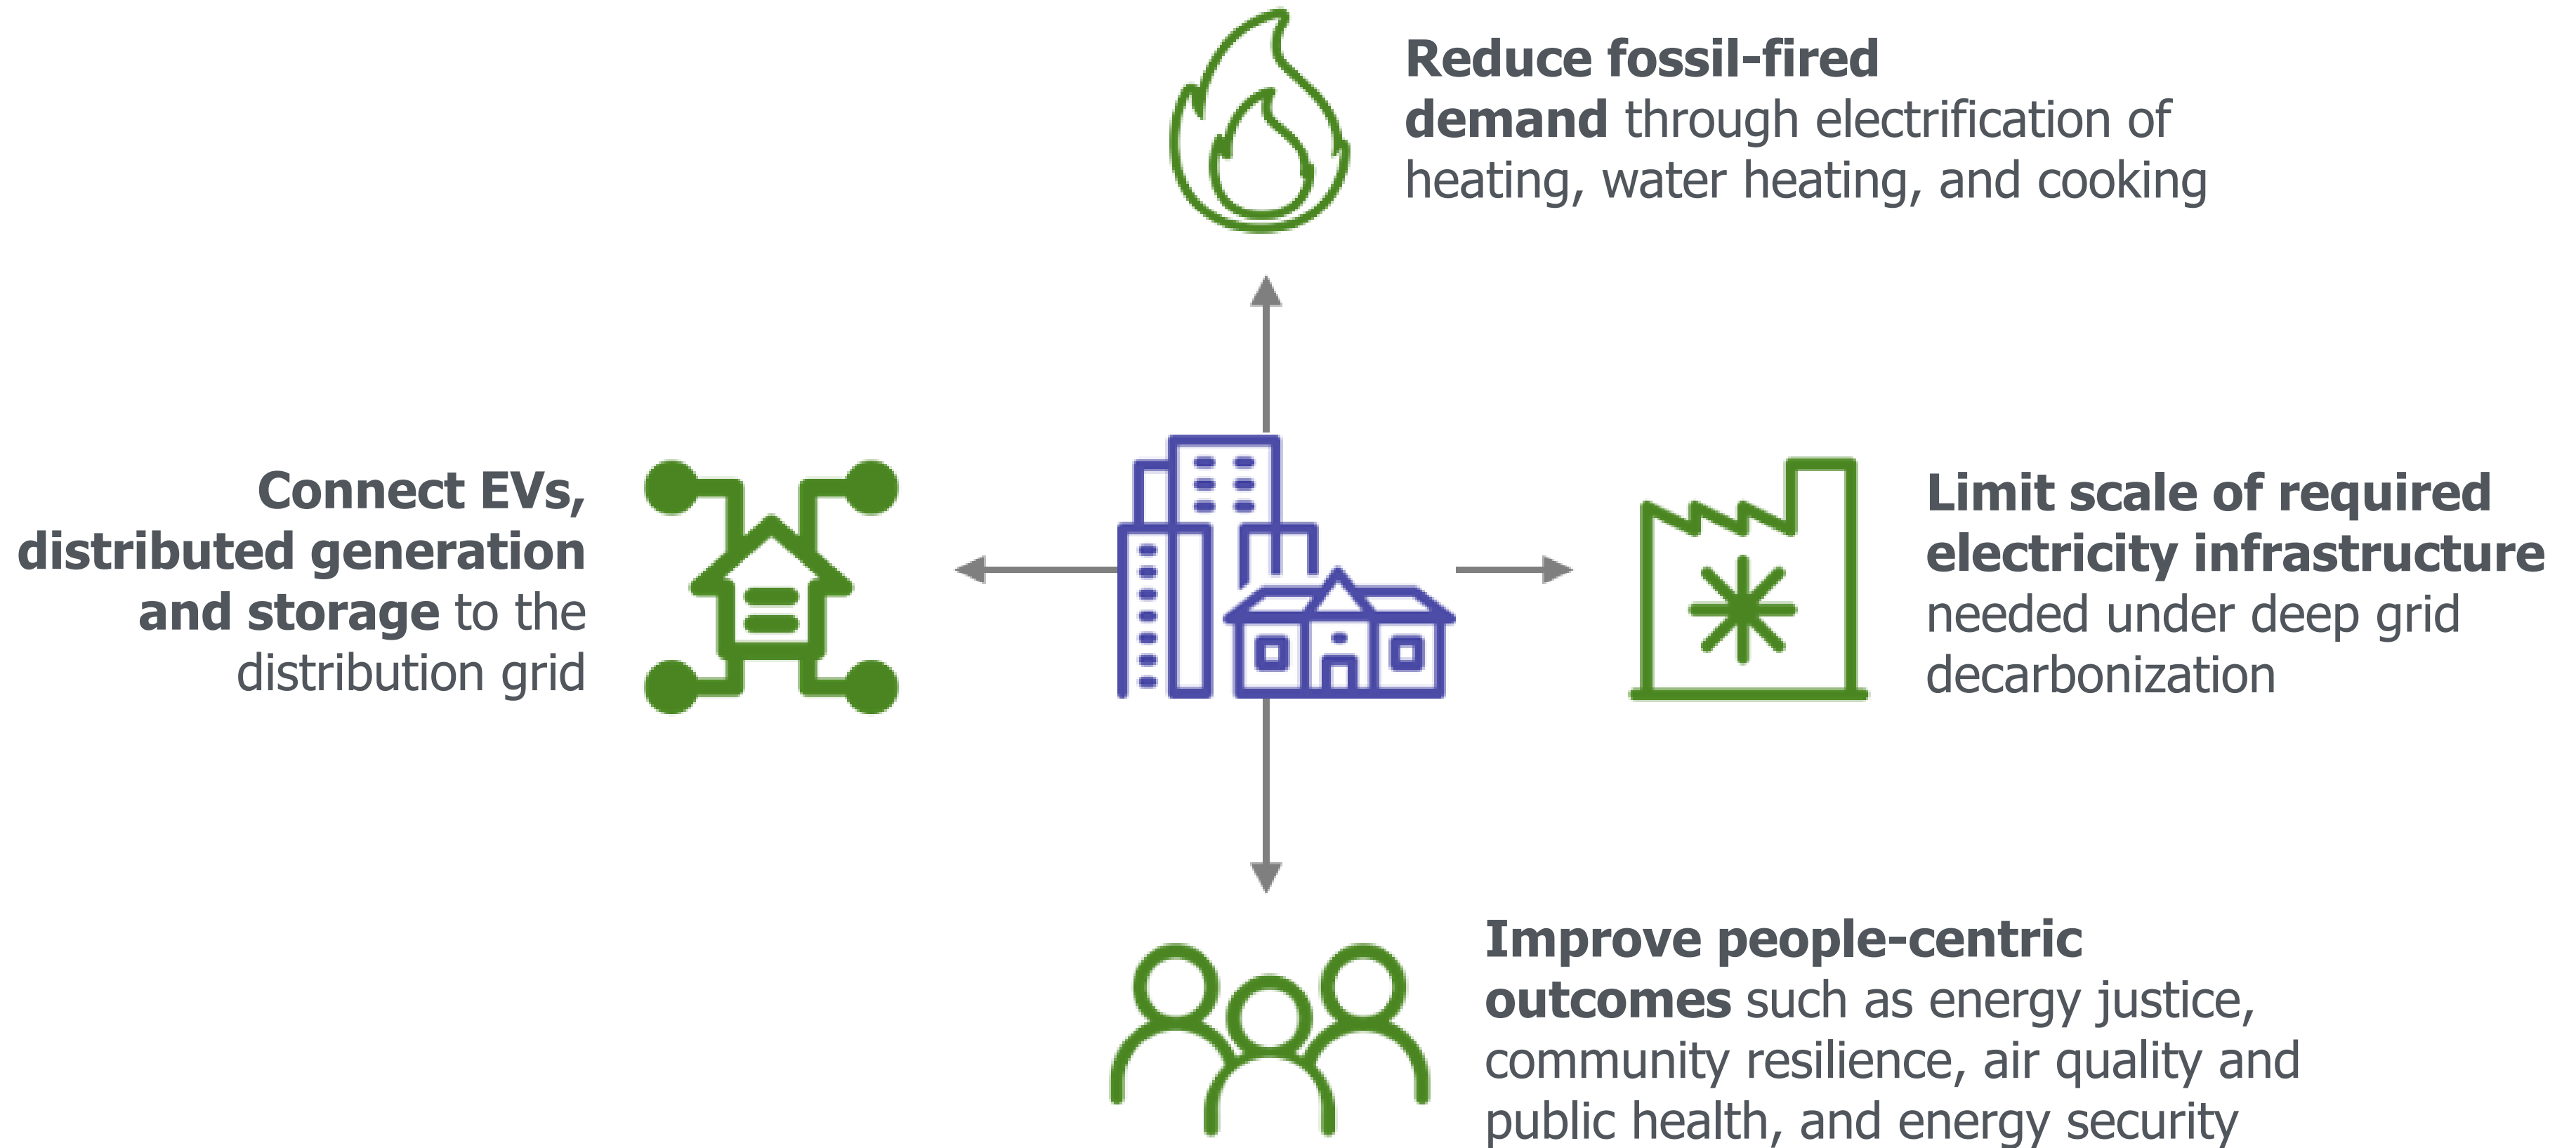 Reduce fossil-fired
demand through electrification of
heating, water heating, and cooking
Connect EVs,
distributed generation
and storage to the
distribution grid
Limit scale of required
electricity infrastructure
needed under deep grid
decarbonization
Improve people-centric
outcomes such as energy justice,
community resilience, air quality and
public health, and energy security